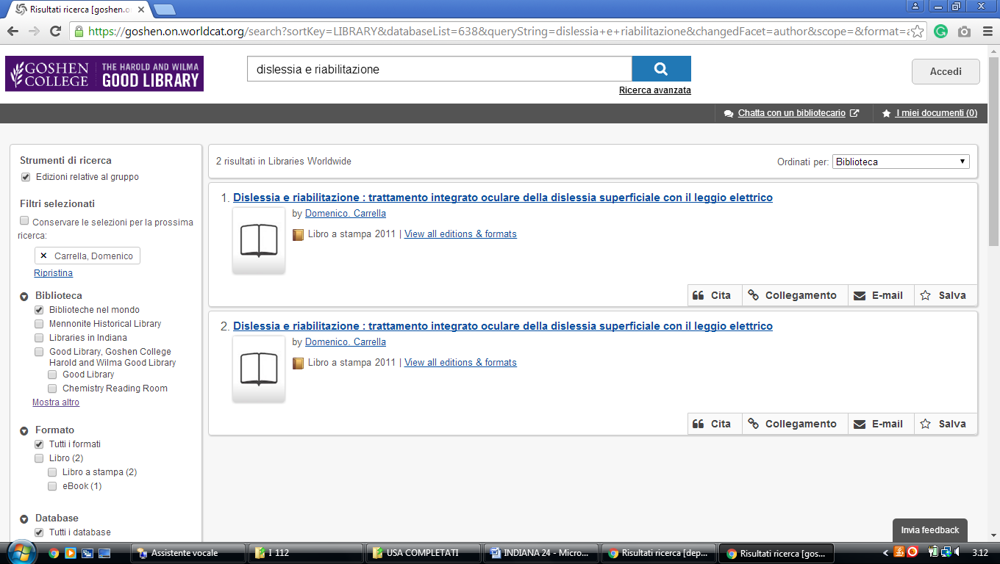 Risultati ricerca [goshen.o
https://goshen.on.worldcat.org/search?sortKey=LIBRARY&databaseList=638&queryString=dislessia+e+riabilitazione&changedFacet=author&scope=&format=a
GOSHEN COLLEGE
THE HAROLD AND WILMA
GOOD LIBRARY
dislessia e riabilitazione
Accedi
Ricerca avanzata
Chatta con un bibliotecario
I miei documenti (0)
Strumenti di ricerca
Edizioni relative al gruppo
Filtri selezionati
Conservare le selezioni per la prossima
ricerca:
× Carrella, Domenico
Ripristina
Biblioteca
Biblioteche nel mondo
Mennonite Historical Library
Libraries in Indiana
Good Library, Goshen College
Harold and Wilma Good Library
Good Library
Chemistry Reading Room
Mostra altro
Formato
Tutti i formati
Libro (2)
Libro a stampa (2)
eBook (1)
Database
Tutti i database
2 risultati in Libraries Worldwide
Ordinati per: Biblioteca
1. Dislessia e riabilitazione : trattamento integrato oculare della dislessia superficiale con il leggio elettrico
by Domenico. Carrella
Libro a stampa 2011 | View all editions & formats
Cita Collegamento E-mail Salva
2. Dislessia e riabilitazione : trattamento integrato oculare della dislessia superficiale con il leggio elettrico
by Domenico. Carrella
Libro a stampa 2011 | View all editions & formats
Cita Collegamento E-mail Salva
Invia feedback
Assistente vocale I 112 USA COMPLETATI INDIANA 24 - Micro... Risultati ricerca [dep... Risultati ricerca [gos... 3.12